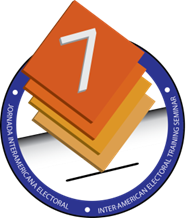 7
JORNADA INTERAMERICANA ELECTORAL
INTER-AMERICAN ELECTORAL TRAINING SEMINAR